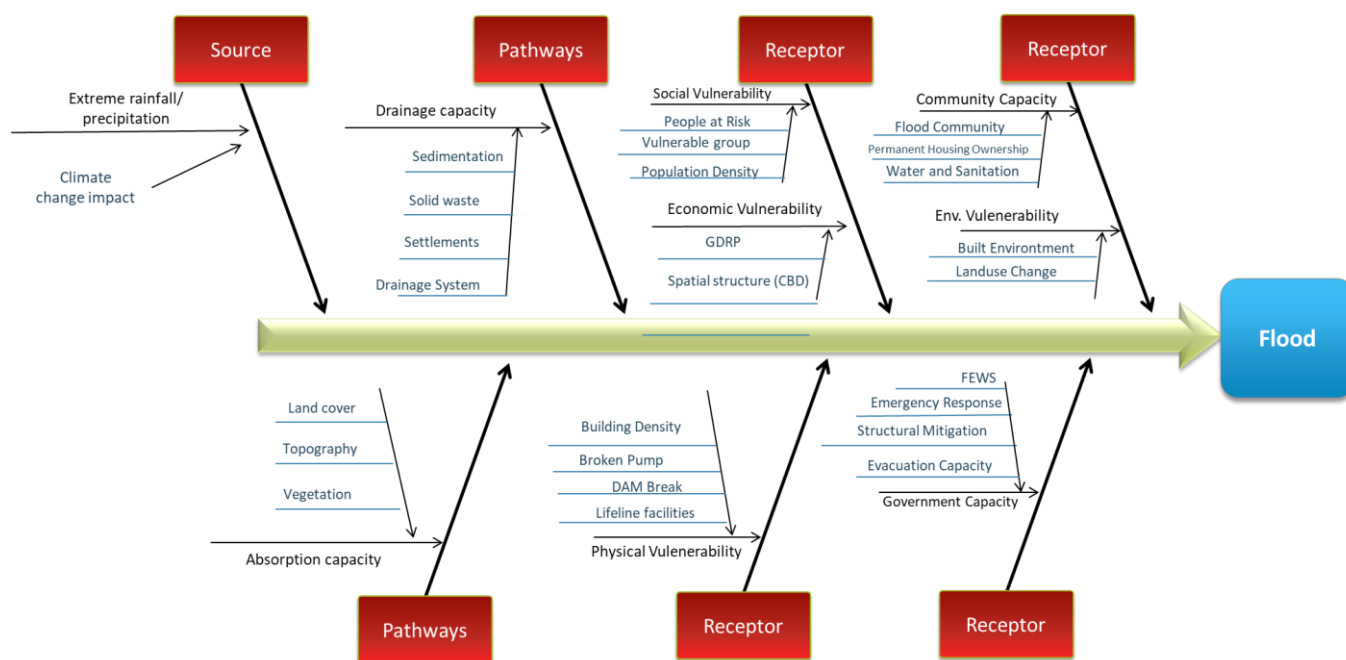 Source
Pathways
Receptor
Receptor
Extreme rainfall/
precipitation
Climate
change impact
Drainage capacity
Sedimentation
Solid waste
Settlements
Drainage System
Social Vulnerability
People at Risk
Vulnerable group
Population Density
Economic Vulnerability
GDRP
Spatial structure (CBD)
Community Capacity
Flood Community
Permanent Housing Ownership
Water and Sanitation
Env. Vulenerability
Built Environtment
Landuse Change
Flood
Land cover
Topography
Vegetation
Absorption capacity
Building Density
Broken Pump
DAM Break
Lifeline facilities
Physical Vulenerability
FEWS
Emergency Response
Structural Mitigation
Evacuation Capacity
Government Capacity
Pathways
Receptor
Receptor